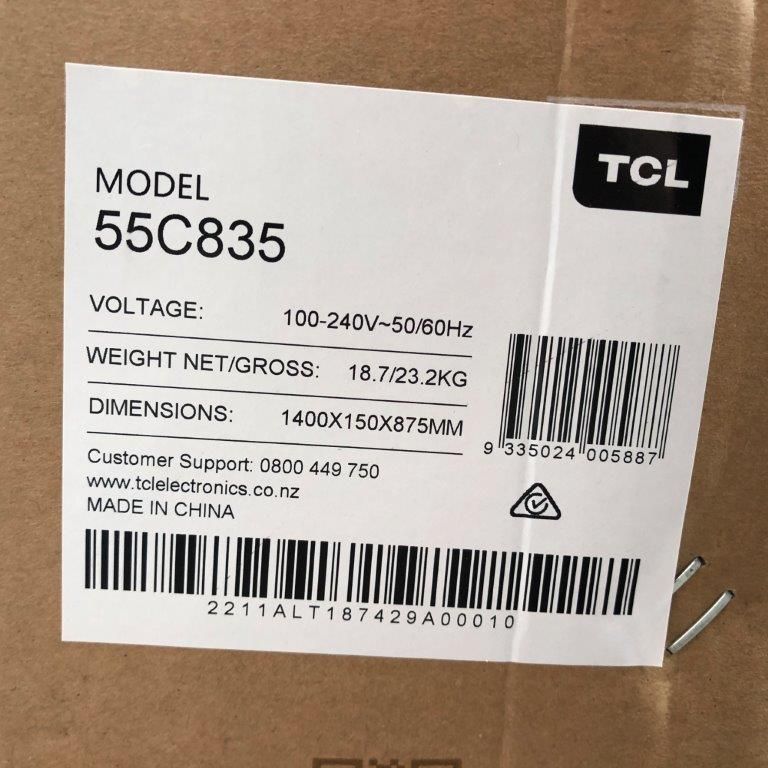 TCL
MODEL
55C835
VOLTAGE: 100-240V~50/60Hz
WEIGHT NET/GROSS: 18.7/23.2KG
DIMENSIONS: 1400X150X875MM
9 335024 005887
Customer Support: 0800 449 750
www.tclelectronics.co.nz
MADE IN CHINA
2211ALT187429A00010